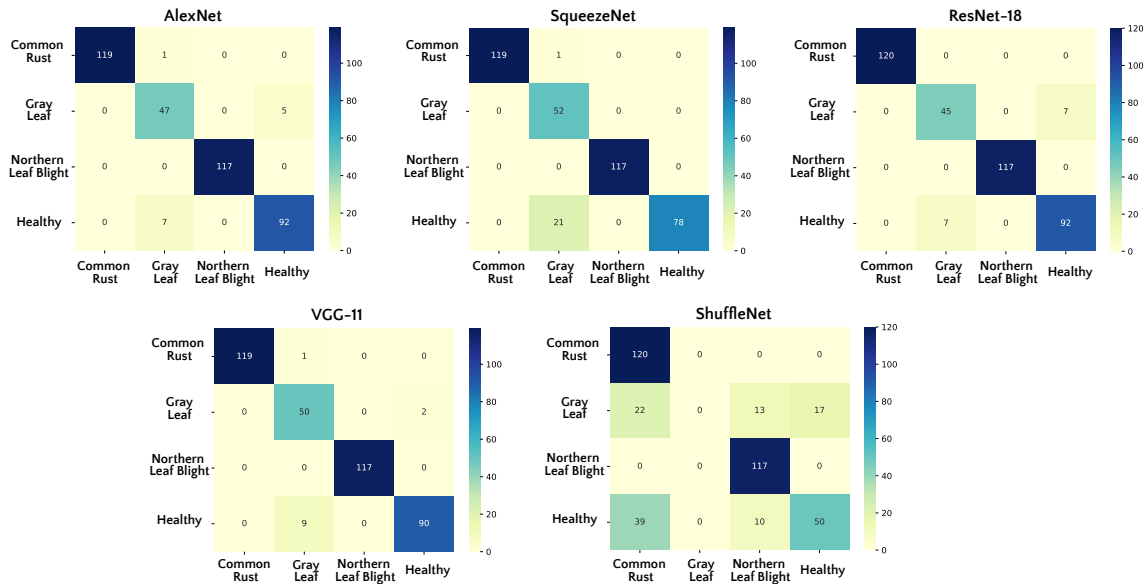 AlexNet
Common
Rust
119 1 0 0
100
Gray
Leaf
0 47 0 5
80
60
Northern
Leaf Blight
0 0 117 0
40
Healthy
0 7 0 92
20
0
Common
Rust
Gray
Leaf
Northern
Leaf Blight
Healthy
SqueezeNet
Common
Rust
119 1 0 0
100
Gray
Leaf
0 52 0 0
80
60
Northern
Leaf Blight
0 0 117 0
40
Healthy
0 21 0 78
20
0
Common
Rust
Gray
Leaf
Northern
Leaf Blight
Healthy
ResNet-18
120
Common
Rust
120 0 0 0
100
Gray
Leaf
0 45 0 7
80
60
Northern
Leaf Blight
0 0 117 0
40
Healthy
0 7 0 92
20
0
Common
Rust
Gray
Leaf
Northern
Leaf Blight
Healthy
VGG-11
Common
Rust
119 1 0 0
100
Gray
Leaf
0 50 0 2
80
60
Northern
Leaf Blight
0 0 117 0
40
Healthy
0 9 0 90
20
0
Common
Rust
Gray
Leaf
Northern
Leaf Blight
Healthy
ShuffleNet
120
Common
Rust
120 0 0 0
100
Gray
Leaf
22 0 13 17
80
60
Northern
Leaf Blight
0 0 117 0
40
Healthy
39 0 10 50
20
0
Common
Rust
Gray
Leaf
Northern
Leaf Blight
Healthy